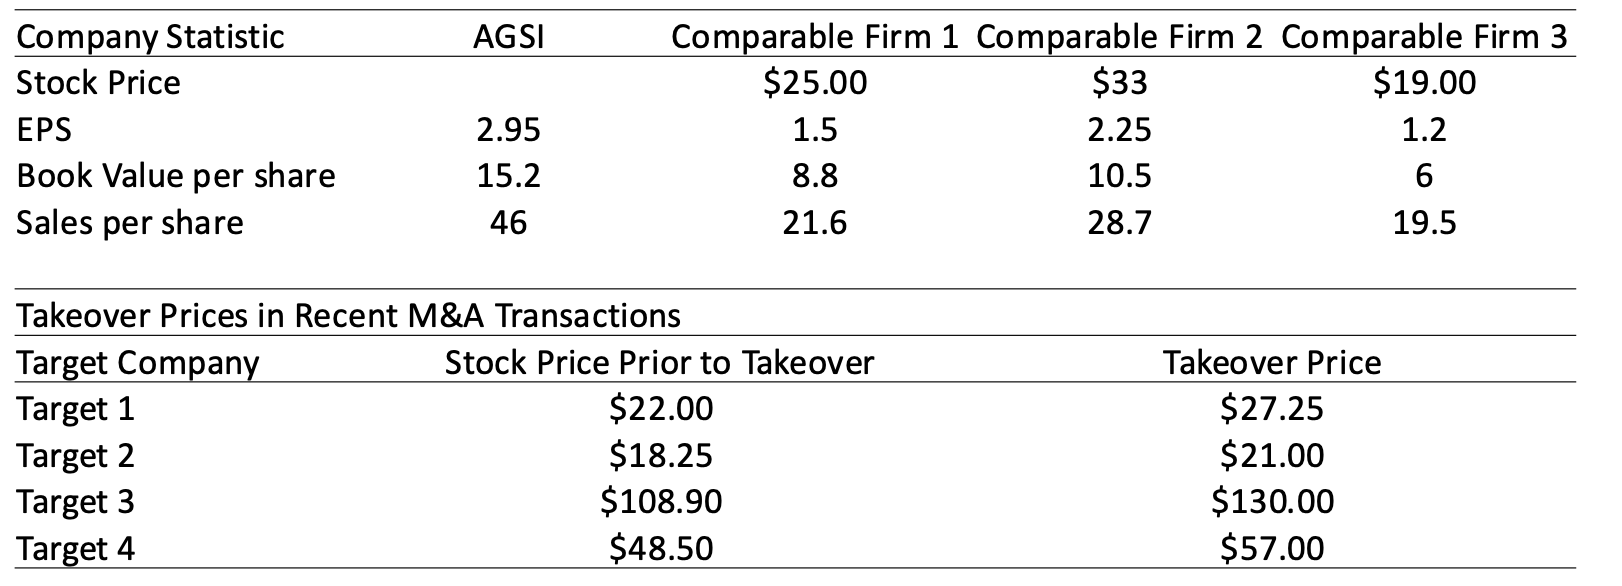 Company Statistic AGSI Comparable Firm 1 Comparable Firm 2 Comparable Firm 3
Stock Price $25.00 $33 $19.00
EPS 2.95 1.5 2.25 1.2
Book Value per share 15.2 8.8 10.5 6
Sales per share 46 21.6 28.7 19.5
Takeover Prices in Recent M&A Transactions
Target Company Stock Price Prior to Takeover Takeover Price
Target 1 $22.00 $27.25
Target 2 $18.25 $21.00
Target 3 $108.90 $130.00
Target 4 $48.50 $57.00